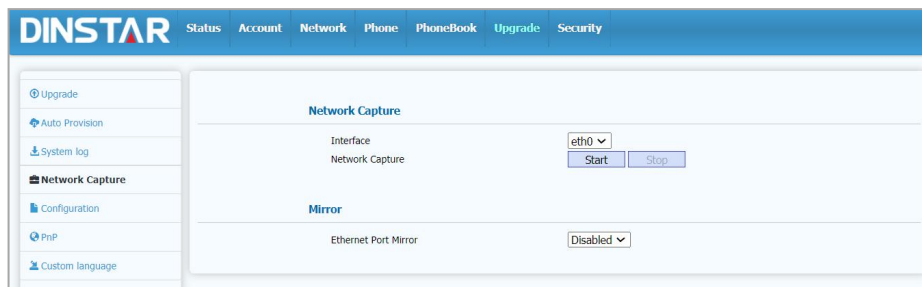 DINSTAR Status Account Network Phone PhoneBook Upgrade Security
Upgrade
Auto Provision
System log
Network Capture
Configuration
PnP
Custom language
Network Capture
Interface eth0
Network Capture Start Stop
Mirror
Ethernet Port Mirror Disabled